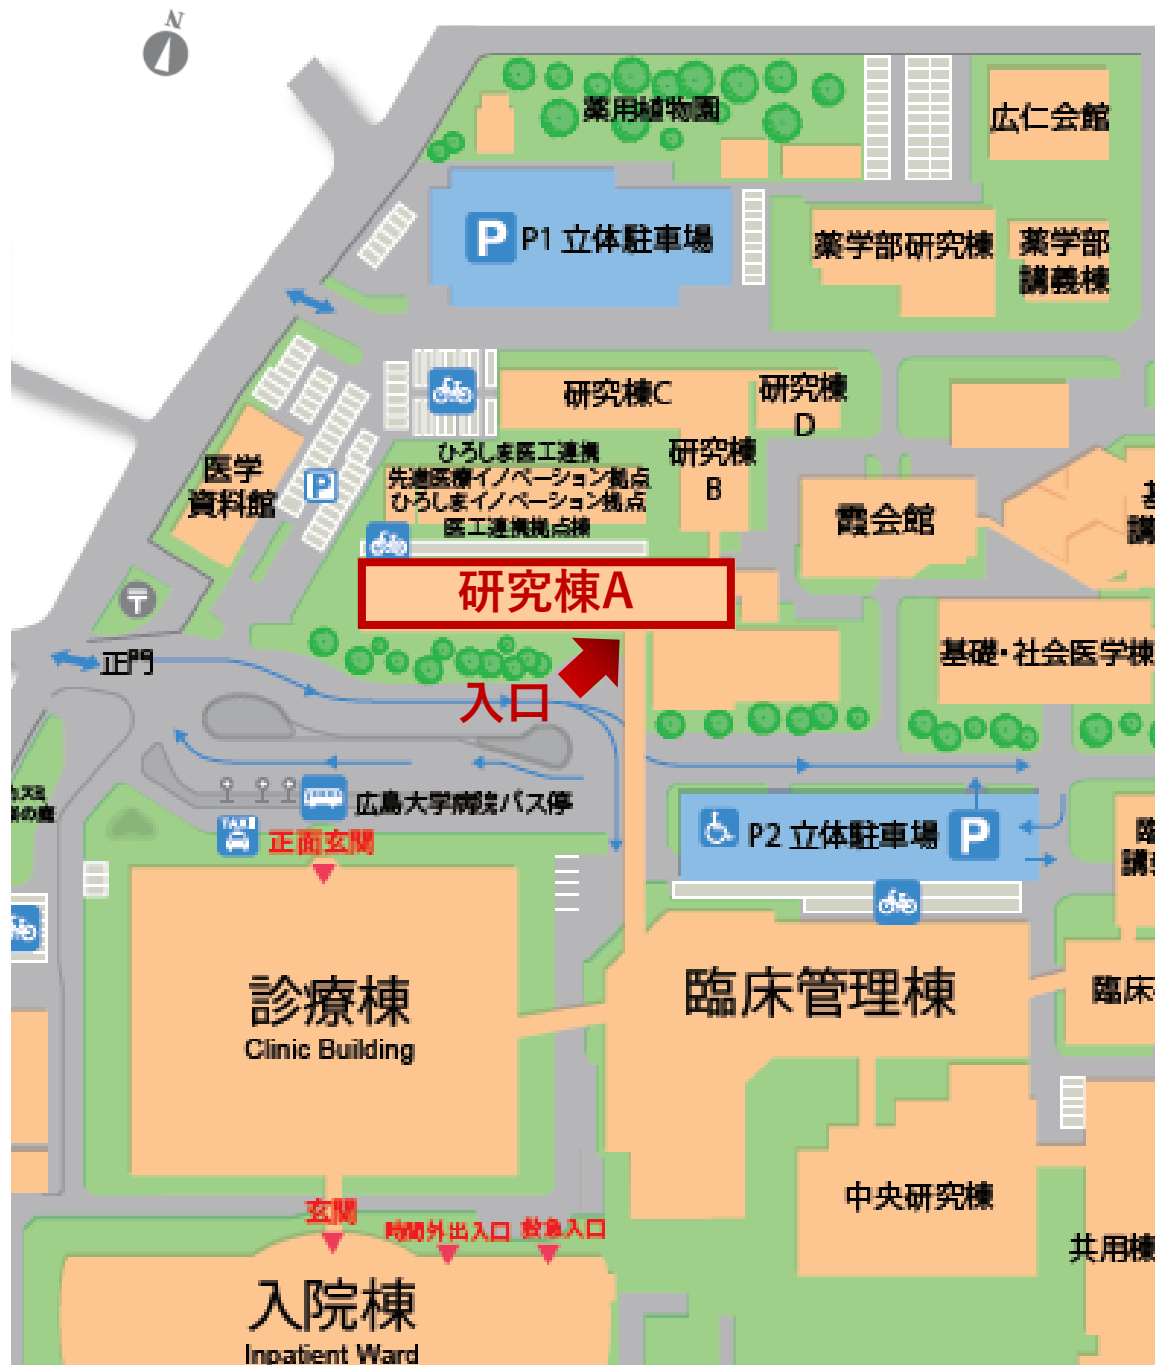 N
薬用植物園
広仁会館
P
P1 立体駐車場
薬学部研究棟
薬学部
講義棟
研究棟C
研究棟
D
ひろしま医工連携
先進医療イノベーション拠点
ひろしまイノベーション拠点
医工連携拠点棟
研究棟
B
医学
資料館
P
霞会館
基
講
研究棟A
〒
正門
入口
基礎・社会医学棟
広島大学病院バス停
TAXI
正面玄関
P2 立体駐車場
P
臨
講
診療棟
Clinic Building
臨床管理棟
臨床
中央研究棟
玄関
時間外出入口
救急入口
共用棟
入院棟
Inpatient Ward